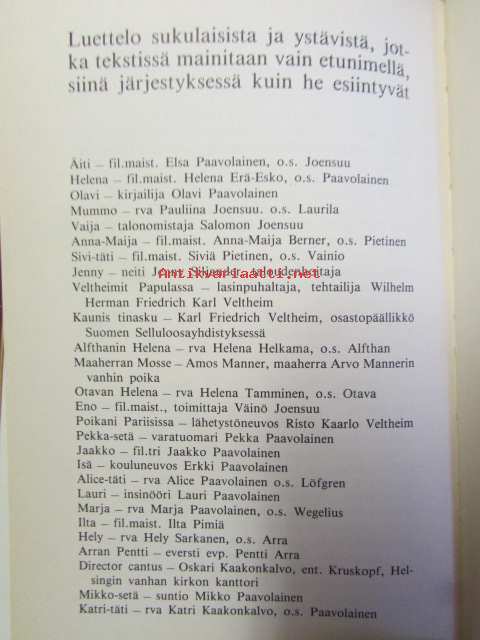 Luettelo sukulaisista ja ystävistä, jot-
ka tekstissä mainitaan vain etunimellä,
siinä järjestyksessä kuin he esiintyvät
Äiti – fil.maist. Elsa Paavolainen, o.s. Joensuu
Helena – fil.maist. Helena Erä-Esko, o.s. Paavolainen
Olavi – kirjailija Olavi Paavolainen
Mummo – rva Pauliina Joensuu. o.s. Laurila
Vaija – talonomistaja Salomon Joensuu
Anna-Maija – fil.maist. Anna-Maija Berner, o.s. Pietinen
Sivi-täti – fil.maist. Siviä Pietinen, o.s. Vainio
Jenny – neiti Jenny taloudenhoitaja
Antikvariaatti.net
Veltheimit Papulassa – lasinpuhaltaja, tehtailija Wilhelm
Herman Friedrich Karl Veltheim
Kaunis tinasku – Karl Friedrich Veltheim, osastopäällikkö
Suomen Selluloosayhdistyksessä
Alfthanin Helena – rva Helena Helkama, o.s. Alfthan
Maaherran Mosse – Amos Manner, maaherra Arvo Mannerin
vanhin poika
Otavan Helena – rva Helena Tamminen, o.s. Otava
Eno – fil.maist., toimittaja Väinö Joensuu
Poikani Pariisissa – lähetystöneuvos Risto Kaarlo Veltheim
Pekka-setä – varatuomari Pekka Paavolainen
Jaakko – fil.tri Jaakko Paavolainen
Isä – kouluneuvos Erkki Paavolainen
Alice-täti – rva Alice Paavolainen o.s. Löfgren
Lauri – insinööri Lauri Paavolainen
Marja – rva Marja Paavolainen, o.s. Wegelius
Ilta – fil.maist. Ilta Pimiä
Hely – rva Hely Sarkanen, o.s. Arra
Arran Pentti – eversti evp. Pentti Arra
Director cantus – Oskari Kaakonkalvo, ent. Kruskopf, Hel-
singin vanhan kirkon kanttori
Mikko-setä – suntio Mikko Paavolainen
Katri-täti – rva Katri Kaakonkalvo, o.s. Paavolainen